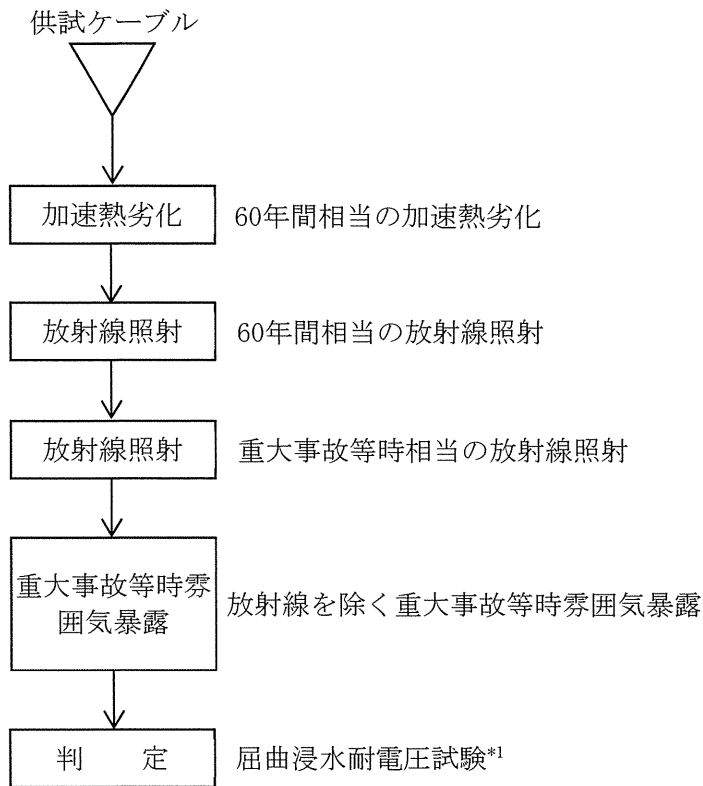 供試ケーブル
加速熱劣化 60年間相当の加速熱劣化
放射線照射 60年間相当の放射線照射
放射線照射 重大事故等時相当の放射線照射
重大事故等時雰
囲気暴露
放射線を除く重大事故等時雰囲気暴露
判 定 屈曲浸水耐電圧試験*1